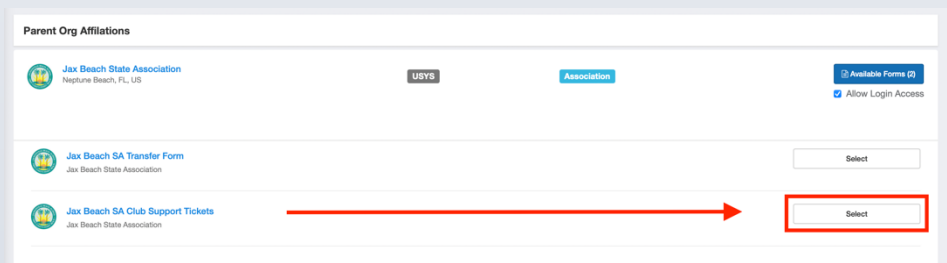 Parent Org Affilations
Jax Beach State Association
Neptune Beach, FL, US
USYS
Association
Available Forms (2)
Allow Login Access
Jax Beach SA Transfer Form
Jax Beach State Association
Select
Jax Beach SA Club Support Tickets
Jax Beach State Association
Select